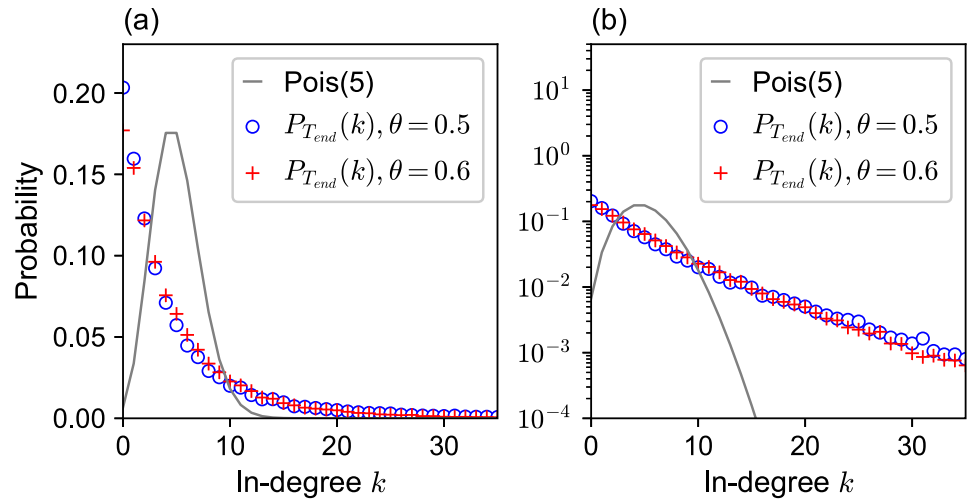 (a)
(b)
Pois(5)
P_{T_{end}}(k), θ = 0.5
P_{T_{end}}(k), θ = 0.6
Pois(5)
P_{T_{end}}(k), θ = 0.5
P_{T_{end}}(k), θ = 0.6
Probability
0.20
0.15
0.10
0.05
0.00
10^1
10^0
10^{-1}
10^{-2}
10^{-3}
10^{-4}
0 10 20 30
0 10 20 30
In-degree k
In-degree k